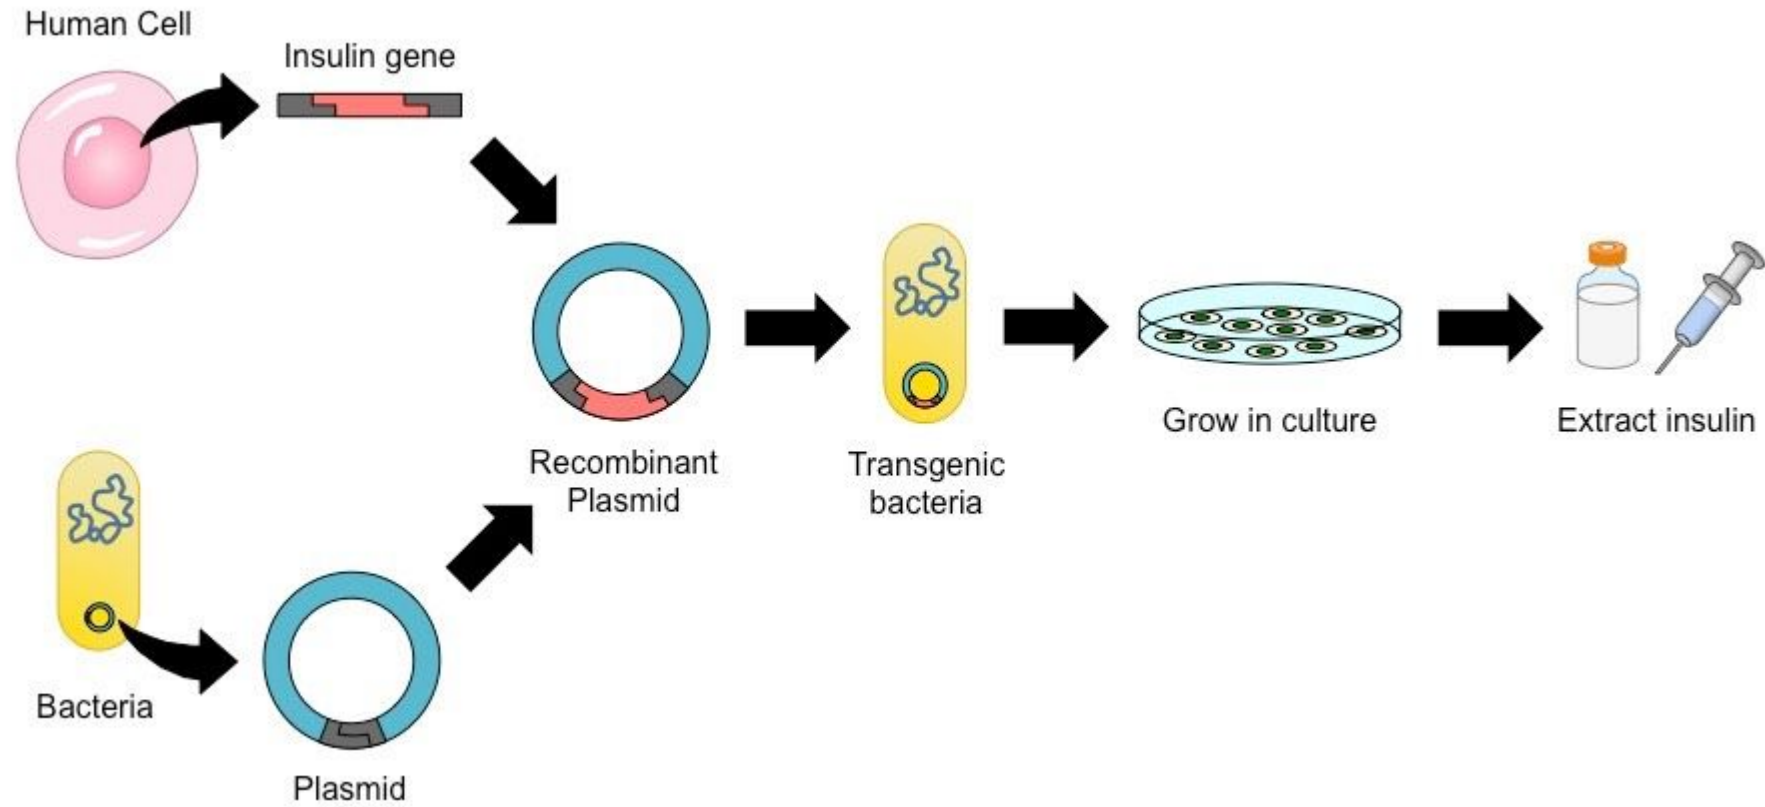 Human Cell
Insulin gene
Recombinant
Plasmid
Transgenic
bacteria
Grow in culture
Extract insulin
Bacteria
Plasmid